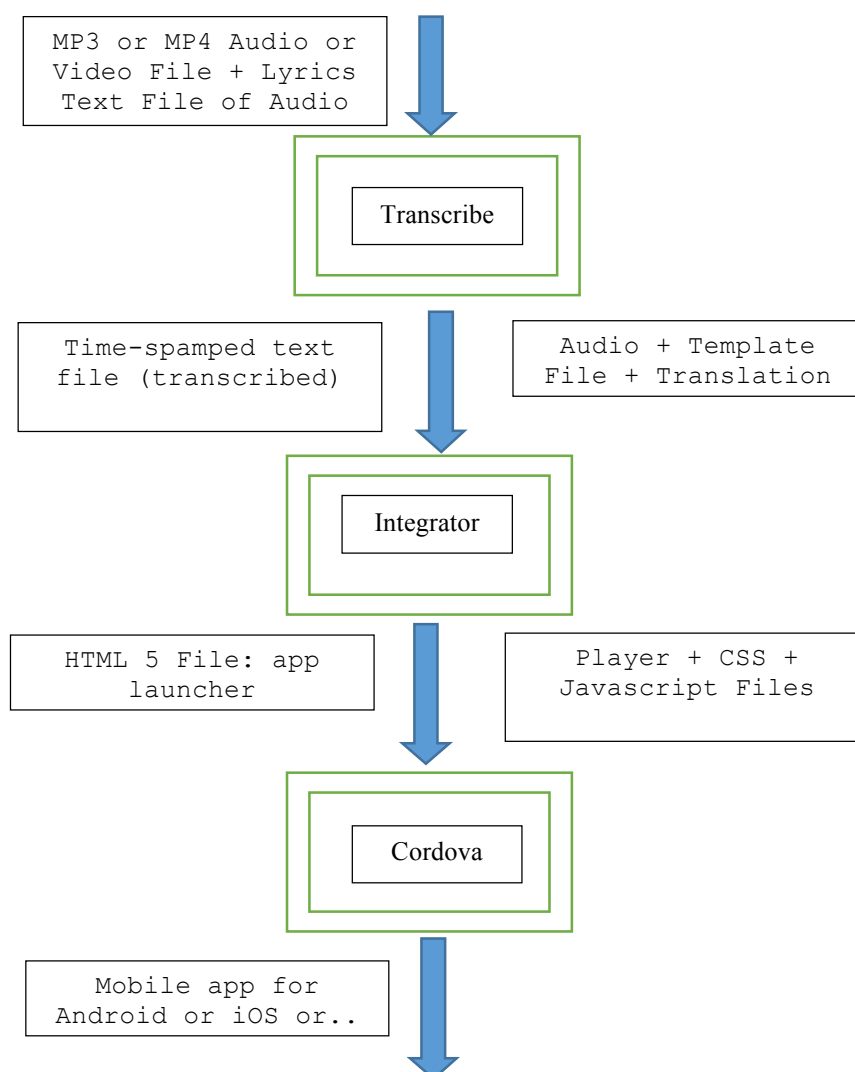 MP3 or MP4 Audio or
Video File + Lyrics
Text File of Audio
Transcribe
Time-spamped text
file (transcribed)
Audio + Template
File + Translation
Integrator
HTML 5 File: app
launcher
Player + CSS +
Javascript Files
Cordova
Mobile app for
Android or iOS or..